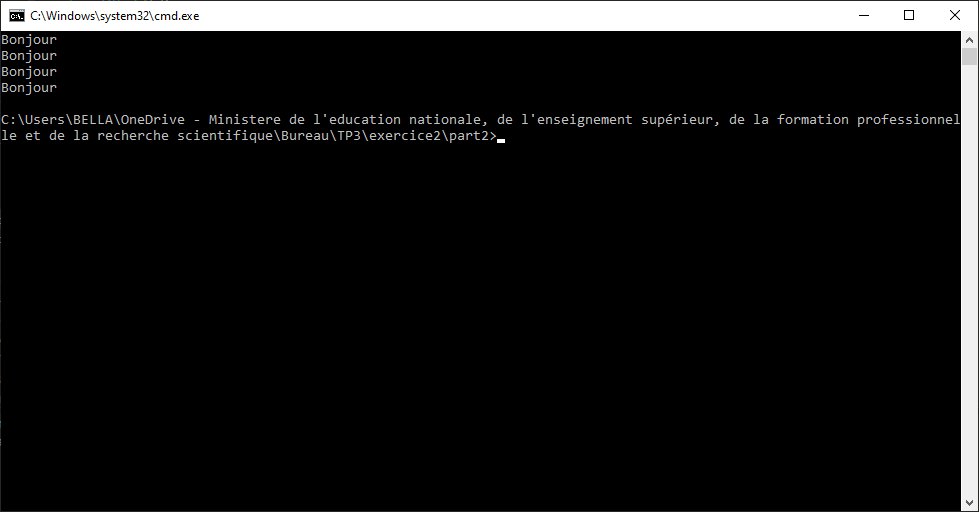 C:\Windows\system32\cmd.exe
Bonjour
Bonjour
Bonjour
Bonjour
C:\Users\BELLA\OneDrive - Ministere de l'education nationale, de l'enseignement supérieur, de la formation professionnel
le et de la recherche scientifique\Bureau\TP3\exercice2\part2>